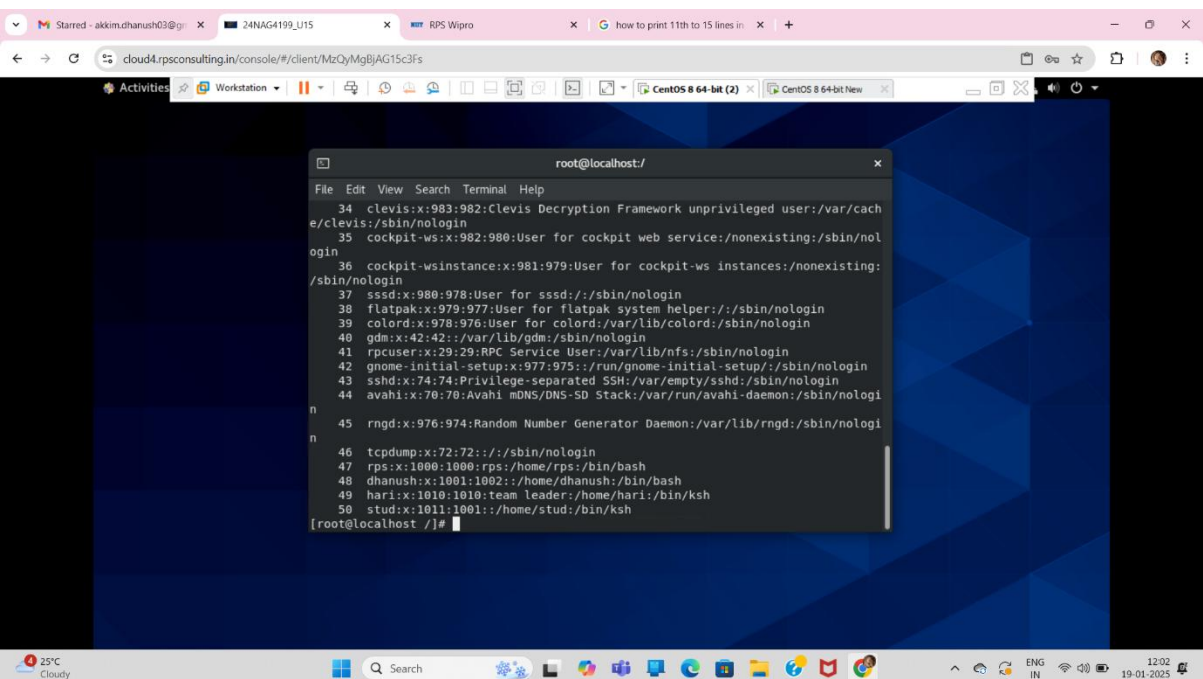 Starred - akkim.dhanush03@gm
24NAG4199_U15
RPS Wipro
how to print 11th to 15 lines in
cloud4.rpsconsulting.in/console/#/client/MzQyMgBjAG15c3Fs
Activities Workstation CentOS 8 64-bit (2) CentOS 8 64-bit New
root@localhost:/
File Edit View Search Terminal Help
34 clevis:x:983:982:Clevis Decryption Framework unprivileged user:/var/cach
e/clevis:/sbin/nologin
35 cockpit-ws:x:982:980:User for cockpit web service:/nonexisting:/sbin/nol
ogin
36 cockpit-wsinstance:x:981:979:User for cockpit-ws instances:/nonexisting:
/sbin/nologin
37 sssd:x:980:978:User for sssd:/:/sbin/nologin
38 flatpak:x:979:977:User for flatpak system helper:/:/sbin/nologin
39 colord:x:978:976:User for colord:/var/lib/colord:/sbin/nologin
40 gdm:x:42:42::/var/lib/gdm:/sbin/nologin
41 rpcuser:x:29:29:RPC Service User:/var/lib/nfs:/sbin/nologin
42 gnome-initial-setup:x:977:975::/run/gnome-initial-setup/:/sbin/nologin
43 sshd:x:74:74:Privilege-separated SSH:/var/empty/sshd:/sbin/nologin
44 avahi:x:70:70:Avahi mDNS/DNS-SD Stack:/var/run/avahi-daemon:/sbin/nologi
n
45 rngd:x:976:974:Random Number Generator Daemon:/var/lib/rngd:/sbin/nologi
n
46 tcpdump:x:72:72::/:/sbin/nologin
47 rps:x:1000:1000:rps:/home/rps:/bin/bash
48 dhanush:x:1001:1002::/home/dhanush:/bin/bash
49 hari:x:1010:1010:team leader:/home/hari:/bin/ksh
50 stud:x:1011:1001::/home/stud:/bin/ksh
[root@localhost /]#
4
25°C
Cloudy
Search
ENG
IN
12:02
19-01-2025